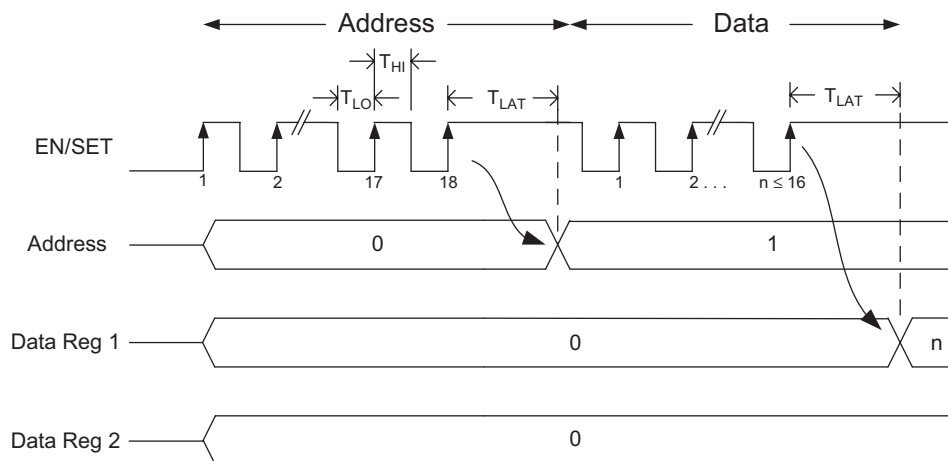 Address Data
T_HI
T_LO T_LAT T_LAT
EN/SET
1 2 17 18 1 2 . . . n ≤ 16
Address 0 1
Data Reg 1 0 n
Data Reg 2 0